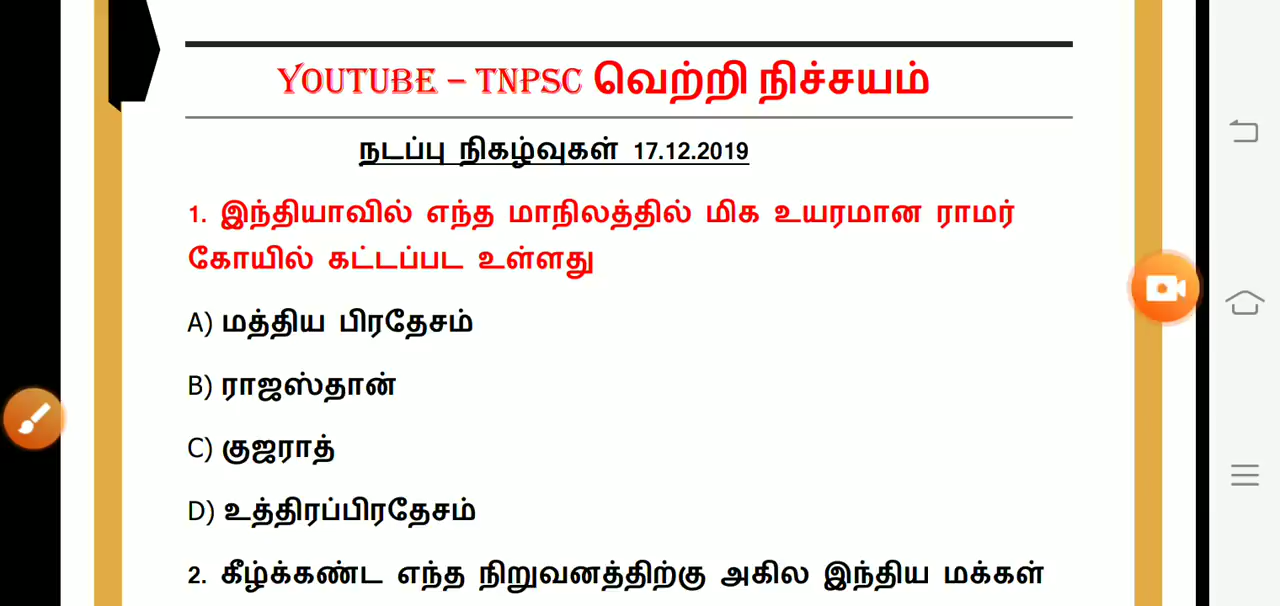 YOUTUBE – TNPSC வெற்றி நிச்சயம்
நடப்பு நிகழ்வுகள் 17.12.2019
1. இந்தியாவில் எந்த மாநிலத்தில் மிக உயரமான ராமர்
கோயில் கட்டப்பட உள்ளது
A) மத்திய பிரதேசம்
B) ராஜஸ்தான்
C) குஜராத்
D) உத்திரப்பிரதேசம்
2. கீழ்க்கண்ட எந்த நிறுவனத்திற்கு அகில இந்திய மக்கள்